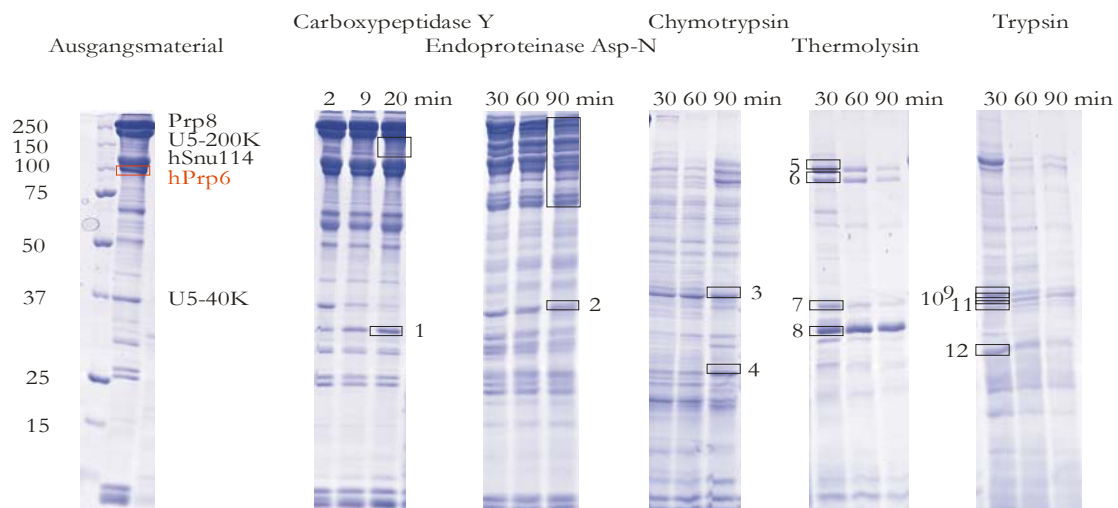 Carboxypeptidase Y Chymotrypsin Trypsin
Ausgangsmaterial Endoproteinase Asp-N Thermolysin
2 9 20 min 30 60 90 min 30 60 90 min 30 60 90 min 30 60 90 min
250 Prp8
150 U5-200K
100 hSnu114
hPrp6
75
50
37 U5-40K
25
15
1
2
3
4
5
6
7
8
9
10
11
12